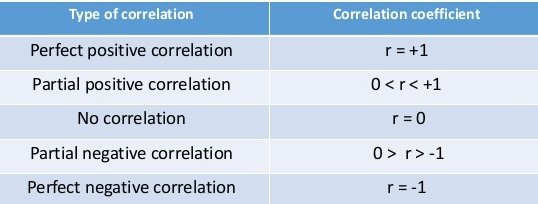 Type of correlation Correlation coefficient
Perfect positive correlation r = +1
Partial positive correlation 0 < r < +1
No correlation r = 0
Partial negative correlation 0 > r > -1
Perfect negative correlation r = -1